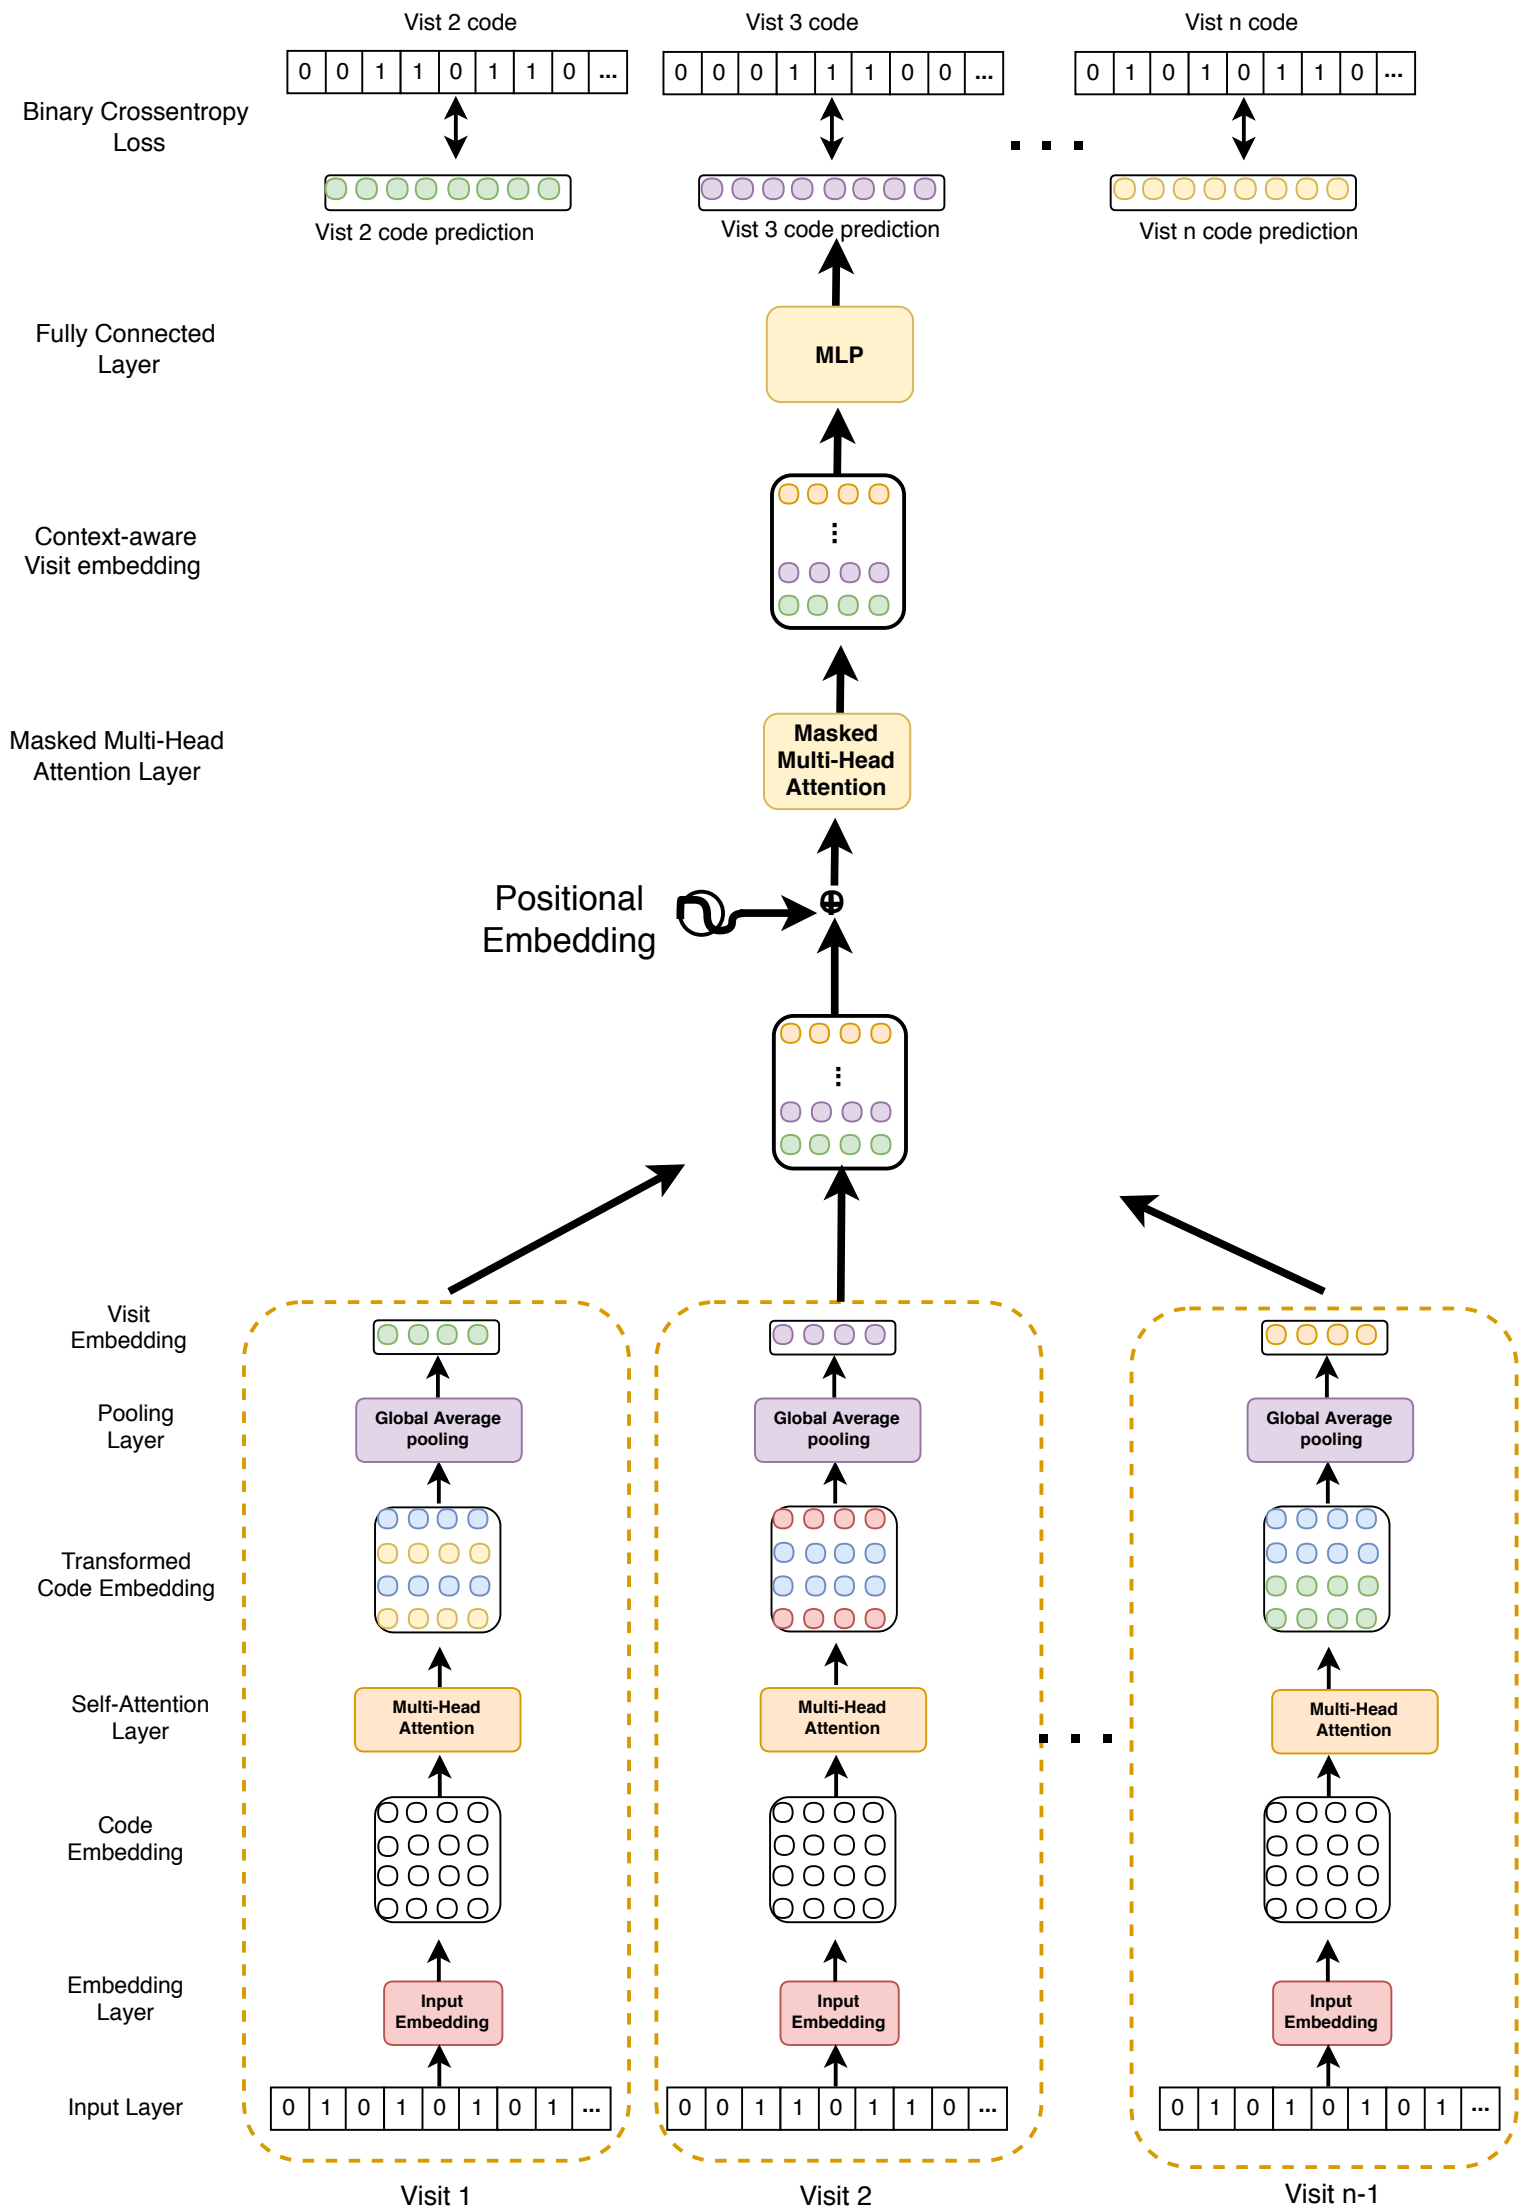 Vist 2 code
Vist 3 code
Vist n code
0 0 1 1 0 1 1 0 ...
0 0 0 1 1 1 0 0 ...
0 1 0 1 0 1 1 0 ...
Binary Crossentropy
Loss
Vist 2 code prediction
Vist 3 code prediction
Vist n code prediction
Fully Connected
Layer
MLP
Context-aware
Visit embedding
Masked Multi-Head
Attention Layer
Masked
Multi-Head
Attention
Positional
Embedding
Visit
Embedding
Pooling
Layer
Global Average
pooling
Global Average
pooling
Global Average
pooling
Transformed
Code Embedding
Self-Attention
Layer
Multi-Head
Attention
Multi-Head
Attention
Multi-Head
Attention
Code
Embedding
Embedding
Layer
Input
Embedding
Input
Embedding
Input
Embedding
Input Layer
0 1 0 1 0 1 0 1 ...
0 0 1 1 0 1 1 0 ...
0 1 0 1 0 1 0 1 ...
Visit 1
Visit 2
Visit n-1